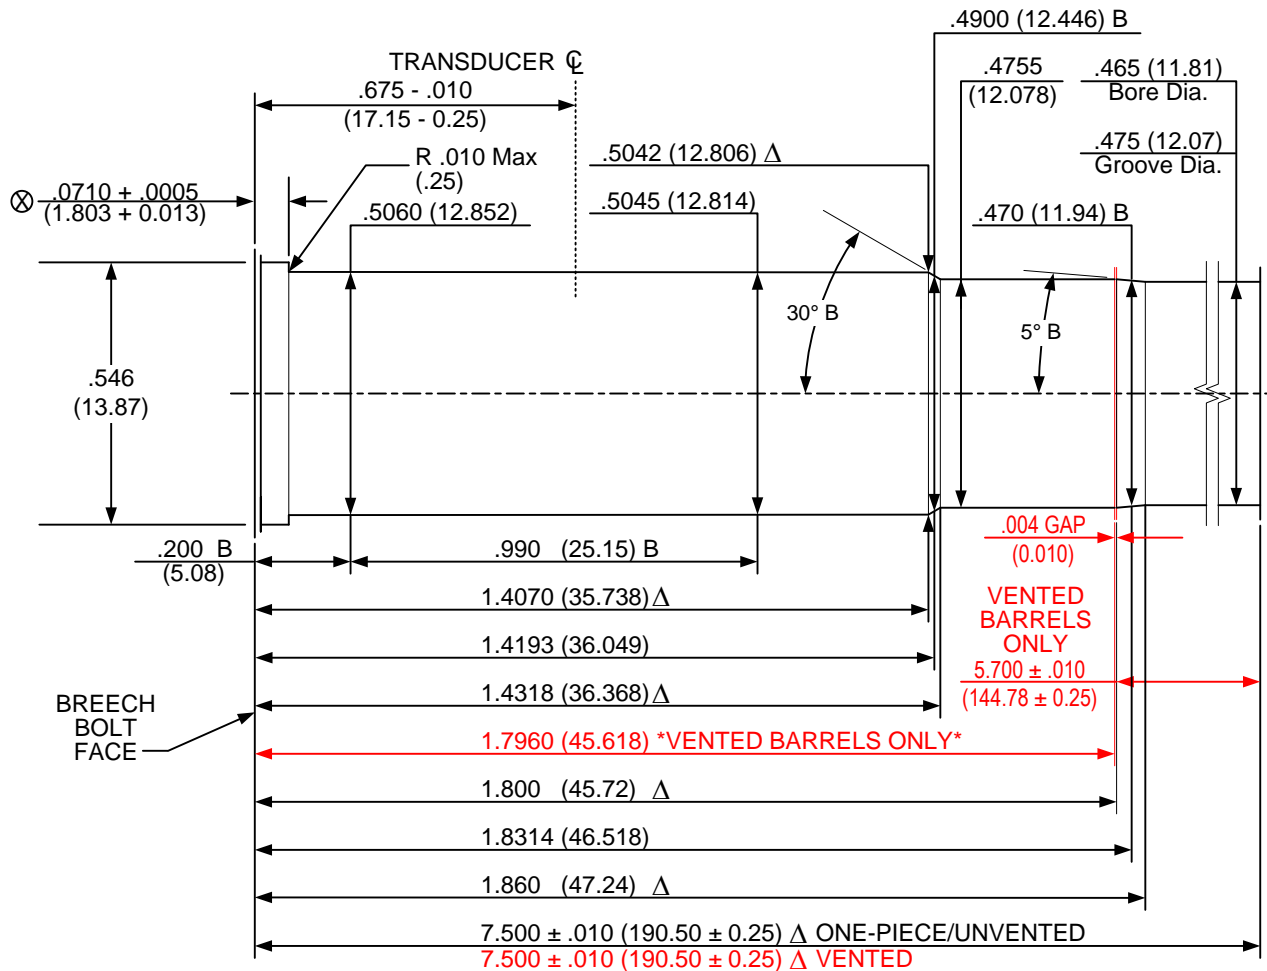 .4900 (12.446) B
TRANSDUCER ℄
.675 - .010
(17.15 - 0.25)
.4755
(12.078)
.465 (11.81)
Bore Dia.
.475 (12.07)
Groove Dia.
R .010 Max
(.25)
.5042 (12.806) Δ
⊗ .0710 + .0005
(1.803 + 0.013)
.5060 (12.852)
.5045 (12.814)
.470 (11.94) B
30° B
5° B
.546
(13.87)
.200 B
(5.08)
.990 (25.15) B
.004 GAP
(0.010)
1.4070 (35.738) Δ
VENTED
BARRELS
ONLY
1.4193 (36.049)
5.700 ± .010
(144.78 ± 0.25)
1.4318 (36.368) Δ
BREECH
BOLT
FACE
1.7960 (45.618) *VENTED BARRELS ONLY*
1.800 (45.72) Δ
1.8314 (46.518)
1.860 (47.24) Δ
7.500 ± .010 (190.50 ± 0.25) Δ ONE-PIECE/UNVENTED
7.500 ± .010 (190.50 ± 0.25) Δ VENTED